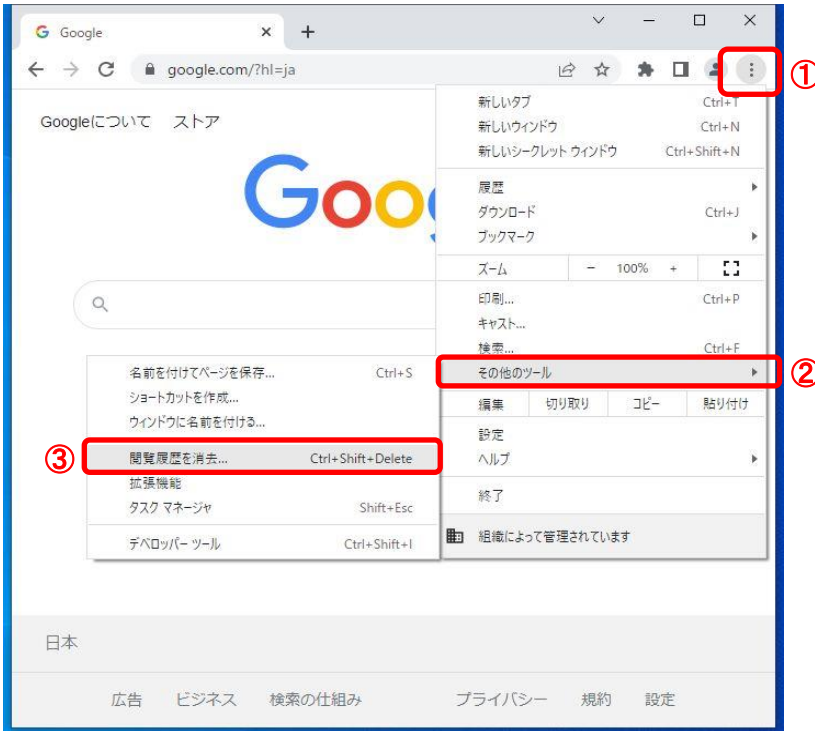 Google
google.com/?hl=ja
①
Googleについて ストア
新しいタブ Ctrl+T
新しいウィンドウ Ctrl+N
新しいシークレット ウィンドウ Ctrl+Shift+N
履歴
ダウンロード Ctrl+J
ブックマーク
ズーム - 100% +
印刷... Ctrl+P
キャスト...
検索... Ctrl+F
その他のツール
②
編集 切り取り コピー 貼り付け
設定
ヘルプ
終了
組織によって管理されています
名前を付けてページを保存... Ctrl+S
ショートカットを作成...
ウィンドウに名前を付ける...
③ 閲覧履歴を消去... Ctrl+Shift+Delete
拡張機能
タスク マネージャ Shift+Esc
デベロッパー ツール Ctrl+Shift+I
日本
広告 ビジネス 検索の仕組み プライバシー 規約 設定